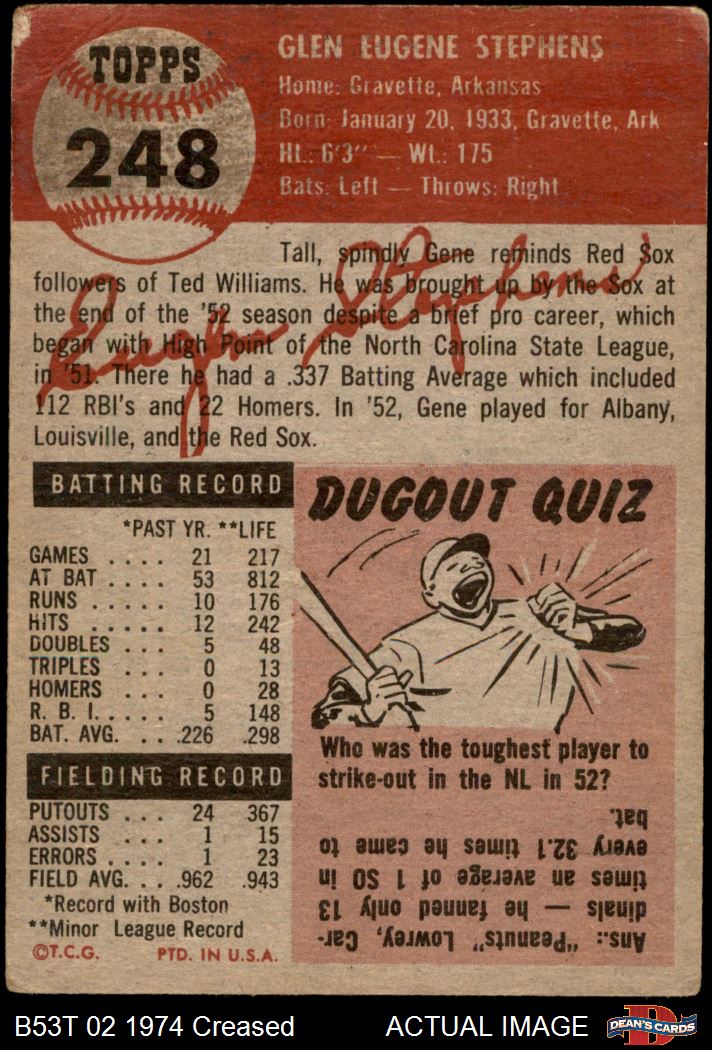 TOPPS
248
GLEN EUGENE STEPHENS
Home: Gravette, Arkansas
Born: January 20, 1933, Gravette, Ark
Ht.: 6'3" — Wt.: 175
Bats: Left — Throws: Right
Tall, spindly Gene reminds Red Sox
followers of Ted Williams. He was brought up by the Sox at
the end of the '52 season despite a brief pro career, which
began with High Point of the North Carolina State League,
in '51. There he had a .337 Batting Average which included
112 RBI's and 22 Homers. In '52, Gene played for Albany,
Louisville, and the Red Sox.
Eugene Stephens
BATTING RECORD
*PAST YR. **LIFE
GAMES .... 21 217
AT BAT .... 53 812
RUNS ..... 10 176
HITS ..... 12 242
DOUBLES ... 5 48
TRIPLES ... 0 13
HOMERS ... 0 28
R. B. I. .... 5 148
BAT. AVG. ... .226 .298
FIELDING RECORD
PUTOUTS ... 24 367
ASSISTS ... 1 15
ERRORS .... 1 23
FIELD AVG. ... .962 .943
*Record with Boston
**Minor League Record
©T.C.G. PTD. IN U.S.A.
DUGOUT QUIZ
Who was the toughest player to
strike-out in the NL in 52?
Ans.: "Peanuts" Lowrey, Car-
dinals — he fanned only 13
times on an average of 1 SO in
every 32.1 times he came to
bat.
B53T 02 1974 Creased
ACTUAL IMAGE
D
DEAN'S CARDS